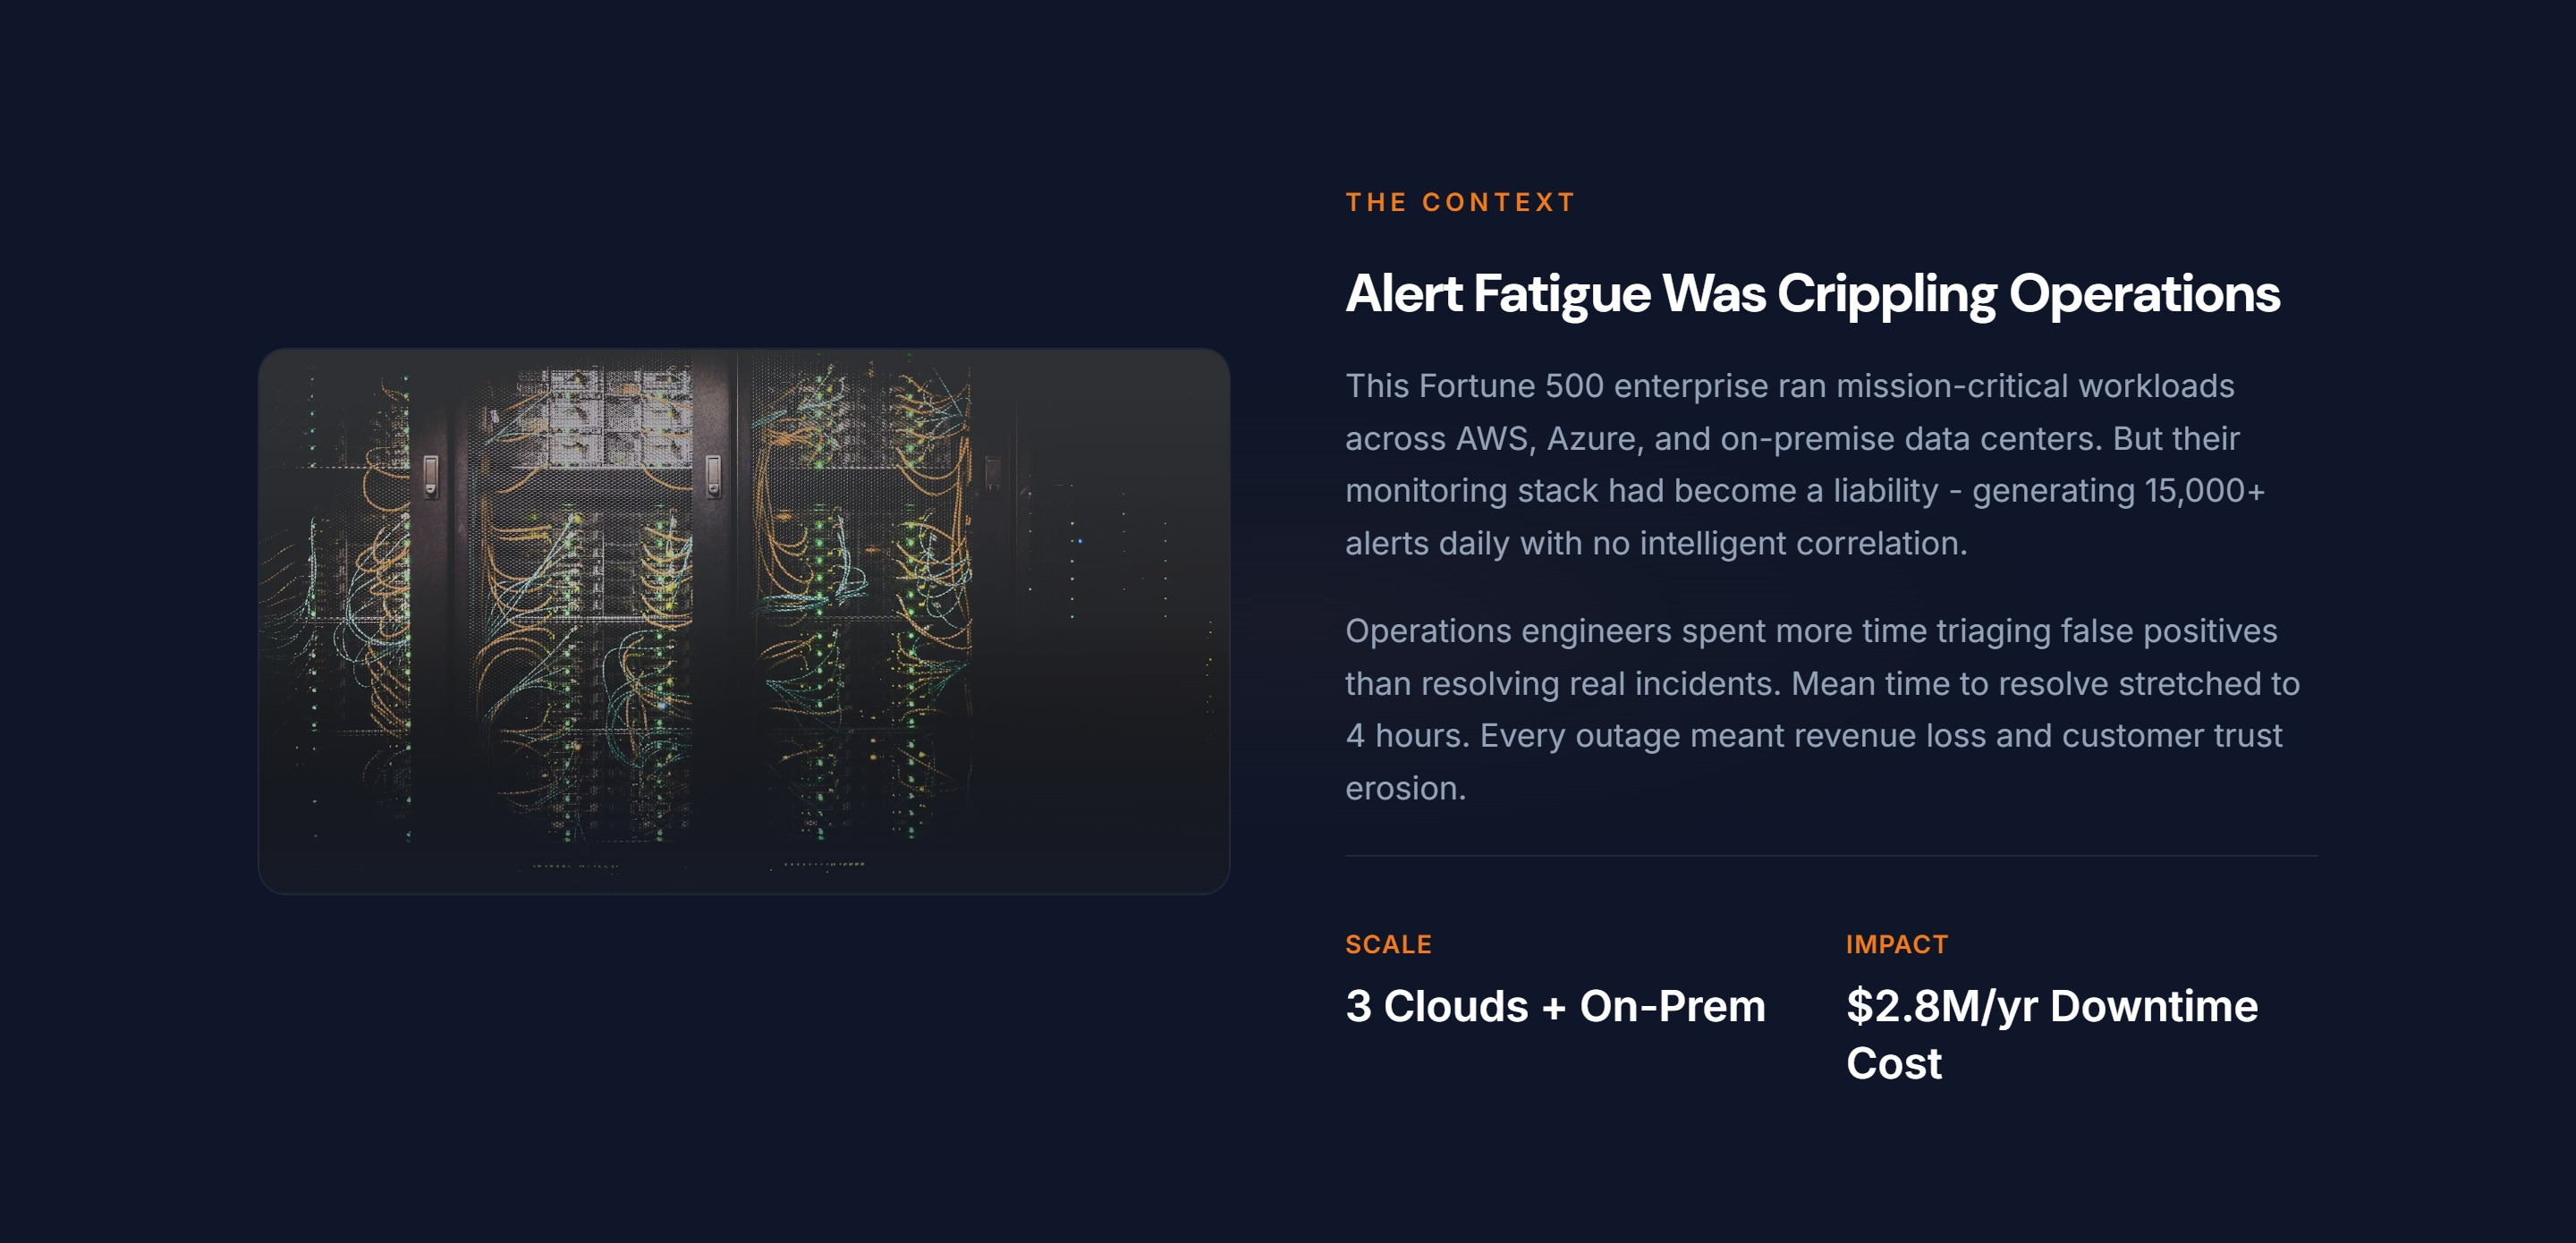 THE CONTEXT
Alert Fatigue Was Crippling Operations
This Fortune 500 enterprise ran mission-critical workloads
across AWS, Azure, and on-premise data centers. But their
monitoring stack had become a liability - generating 15,000+
alerts daily with no intelligent correlation.
Operations engineers spent more time triaging false positives
than resolving real incidents. Mean time to resolve stretched to
4 hours. Every outage meant revenue loss and customer trust
erosion.
SCALE
3 Clouds + On-Prem
IMPACT
$2.8M/yr Downtime
Cost